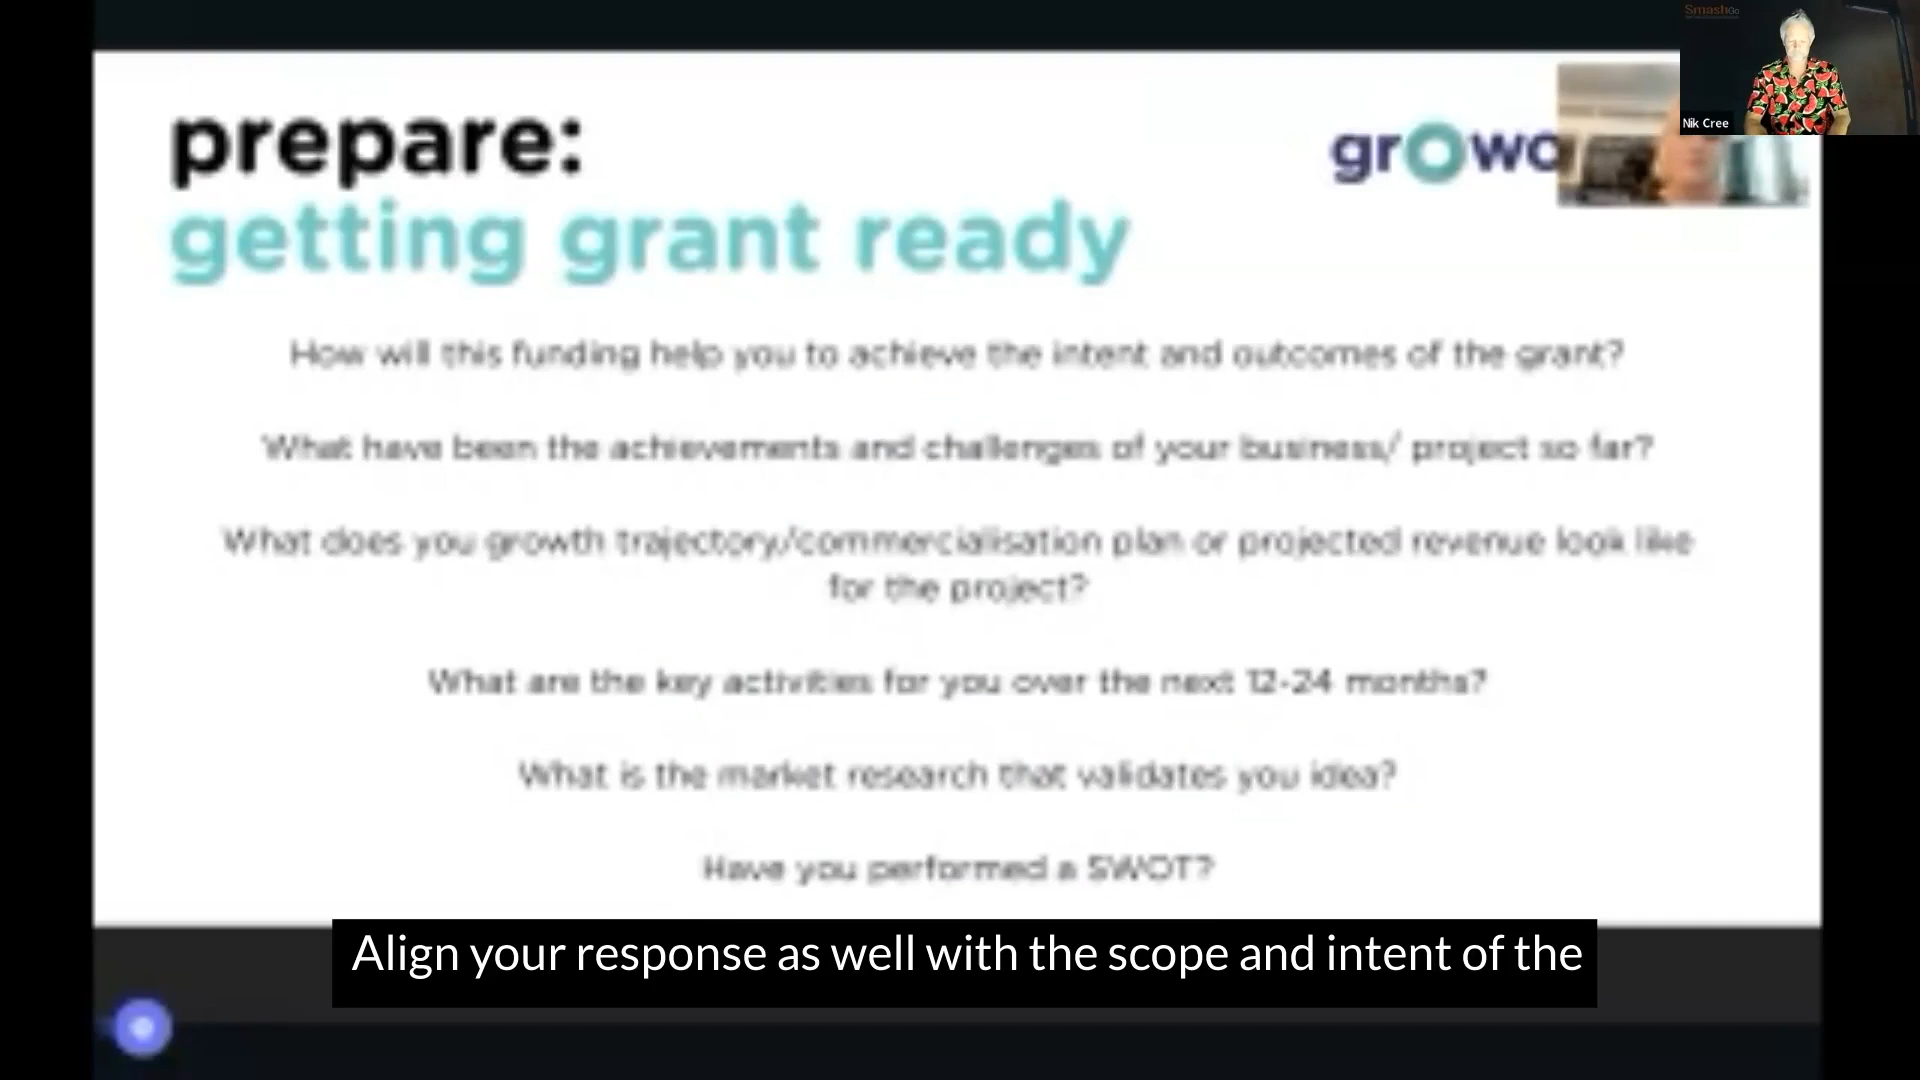 SmashGo
Nik Cree
prepare:
getting grant ready
growc
How will this funding help you to achieve the intent and outcomes of the grant?
What have been the achievements and challenges of your business/ project so far?
What does you growth trajectory/commercialisation plan or projected revenue look like
for the project?
What are the key activities for you over the next 12-24 months?
What is the market research that validates you idea?
Have you performed a SWOT?
Align your response as well with the scope and intent of the